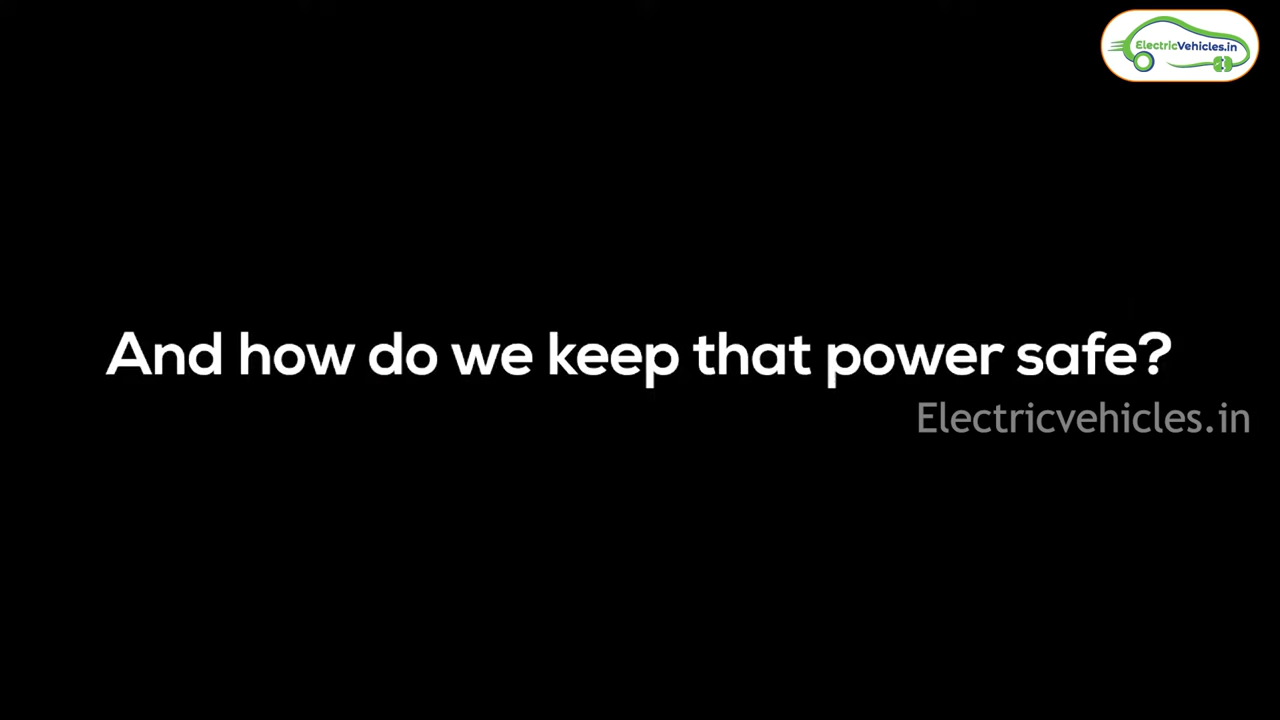 ElectricVehicles.in
And how do we keep that power safe?
Electricvehicles.in